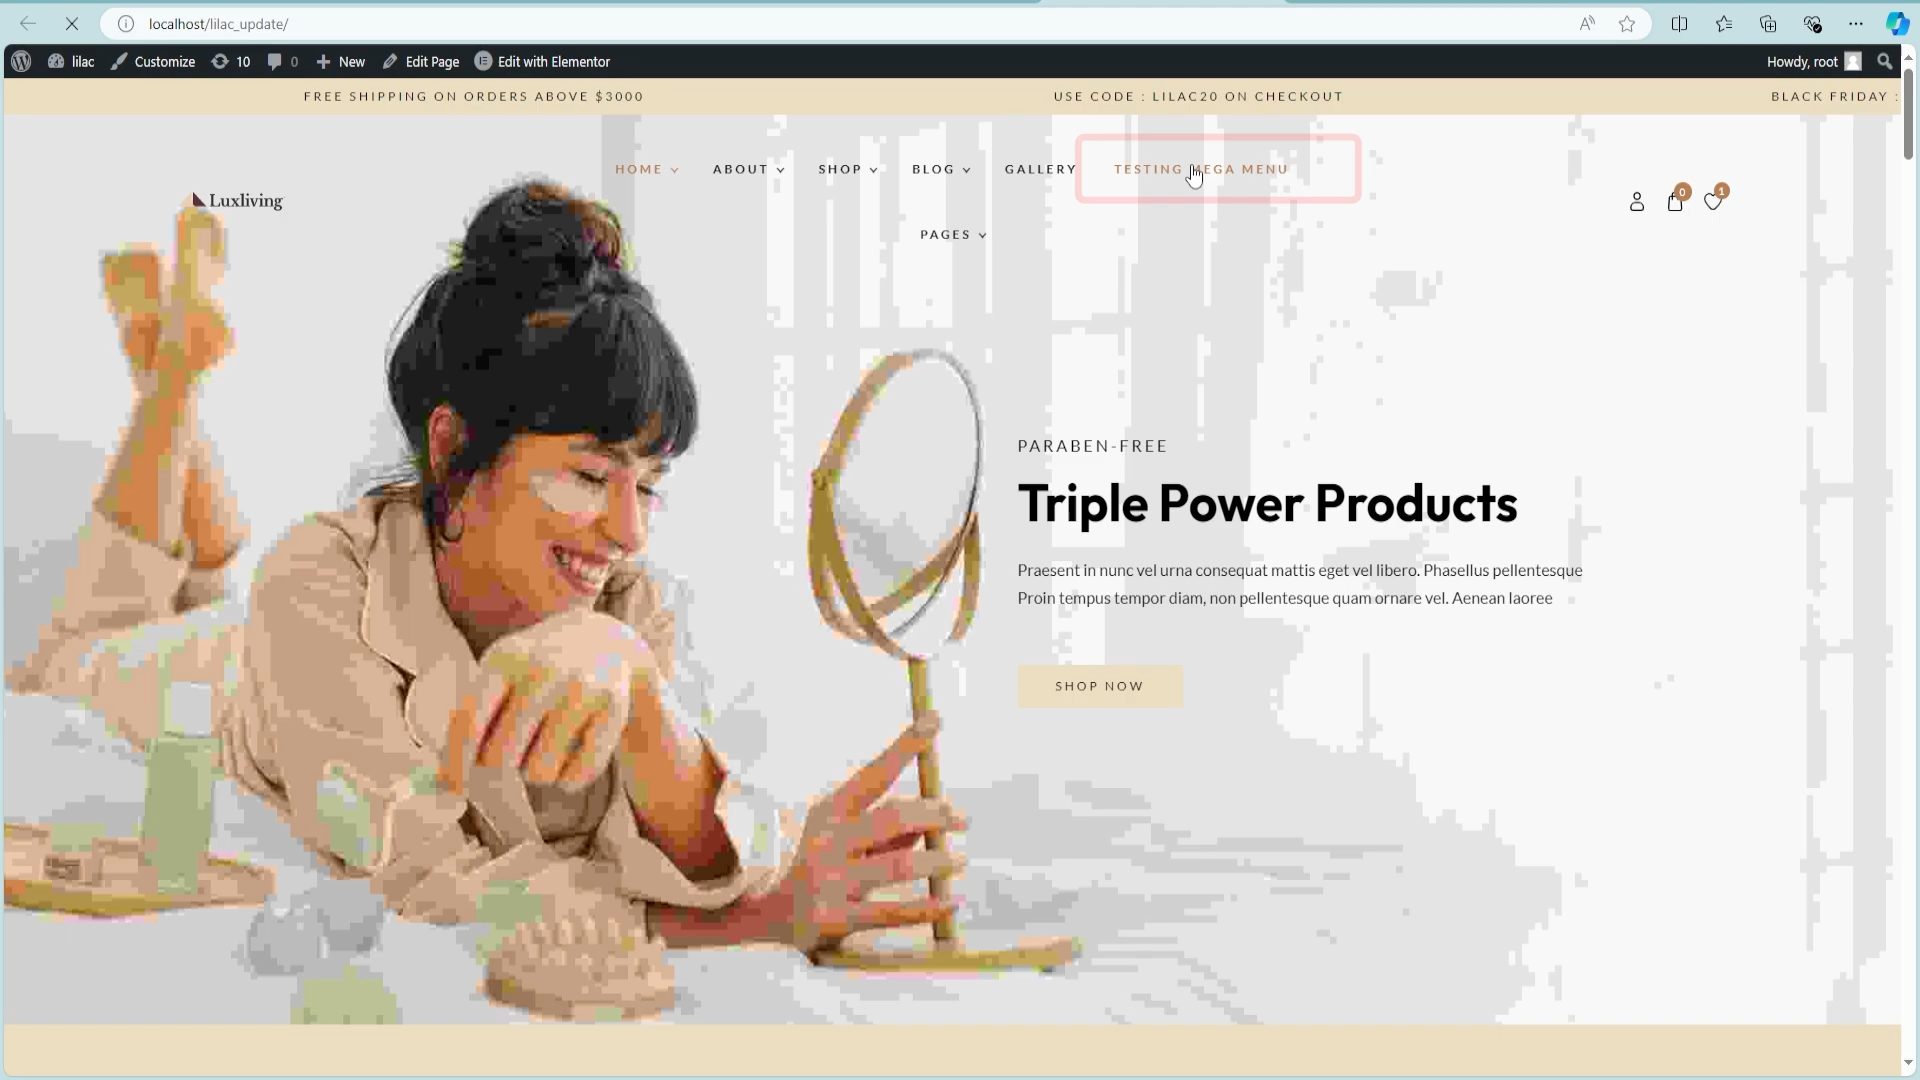 localhost/lilac_update/
lilac Customize 10 0 New Edit Page Edit with Elementor Howdy, root
FREE SHIPPING ON ORDERS ABOVE $3000 USE CODE : LILAC20 ON CHECKOUT BLACK FRIDAY :
HOME ABOUT SHOP BLOG GALLERY TESTING MEGA MENU
Luxliving
0 1
PAGES
PARABEN-FREE
Triple Power Products
Praesent in nunc vel urna consequat mattis eget vel libero. Phasellus pellentesque
Proin tempus tempor diam, non pellentesque quam ornare vel. Aenean laoree
SHOP NOW